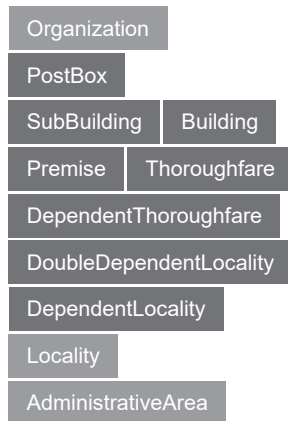 Organization
PostBox
SubBuilding Building
Premise Thoroughfare
DependentThoroughfare
DoubleDependentLocality
DependentLocality
Locality
AdministrativeArea